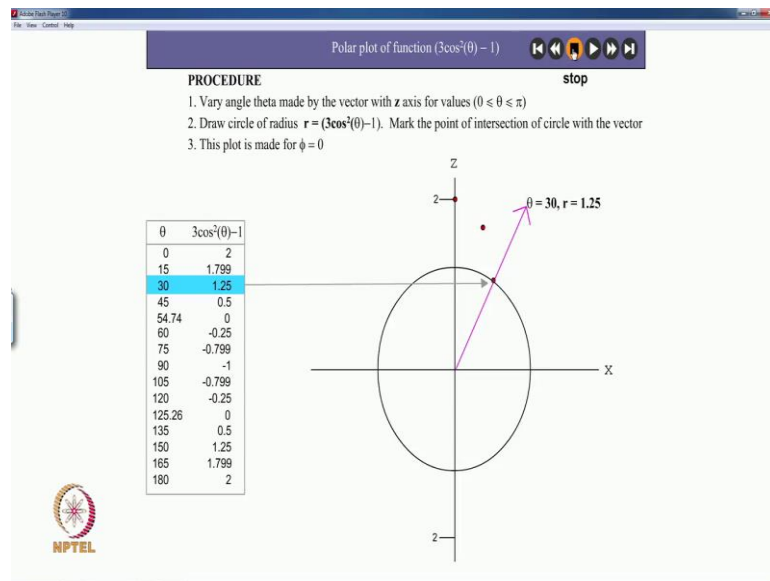 Adobe Flash Player 10
File View Control Help
Polar plot of function (3cos²(θ) − 1)
stop
PROCEDURE
1. Vary angle theta made by the vector with z axis for values (0 ⩽ θ ⩽ π)
2. Draw circle of radius r = (3cos²(θ)−1). Mark the point of intersection of circle with the vector
3. This plot is made for ϕ = 0
Z
2
θ = 30, r = 1.25
θ 3cos²(θ)−1
0 2
15 1.799
30 1.25
45 0.5
54.74 0
60 -0.25
75 -0.799
90 -1
105 -0.799
120 -0.25
125.26 0
135 0.5
150 1.25
165 1.799
180 2
X
2
NPTEL